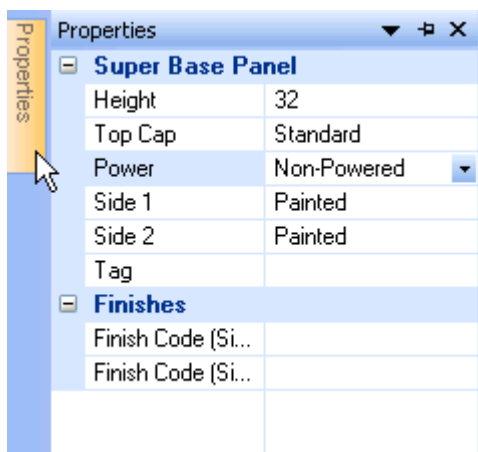 Properties
Properties
Super Base Panel
Height 32
Top Cap Standard
Power Non-Powered
Side 1 Painted
Side 2 Painted
Tag
Finishes
Finish Code (Si...
Finish Code (Si...